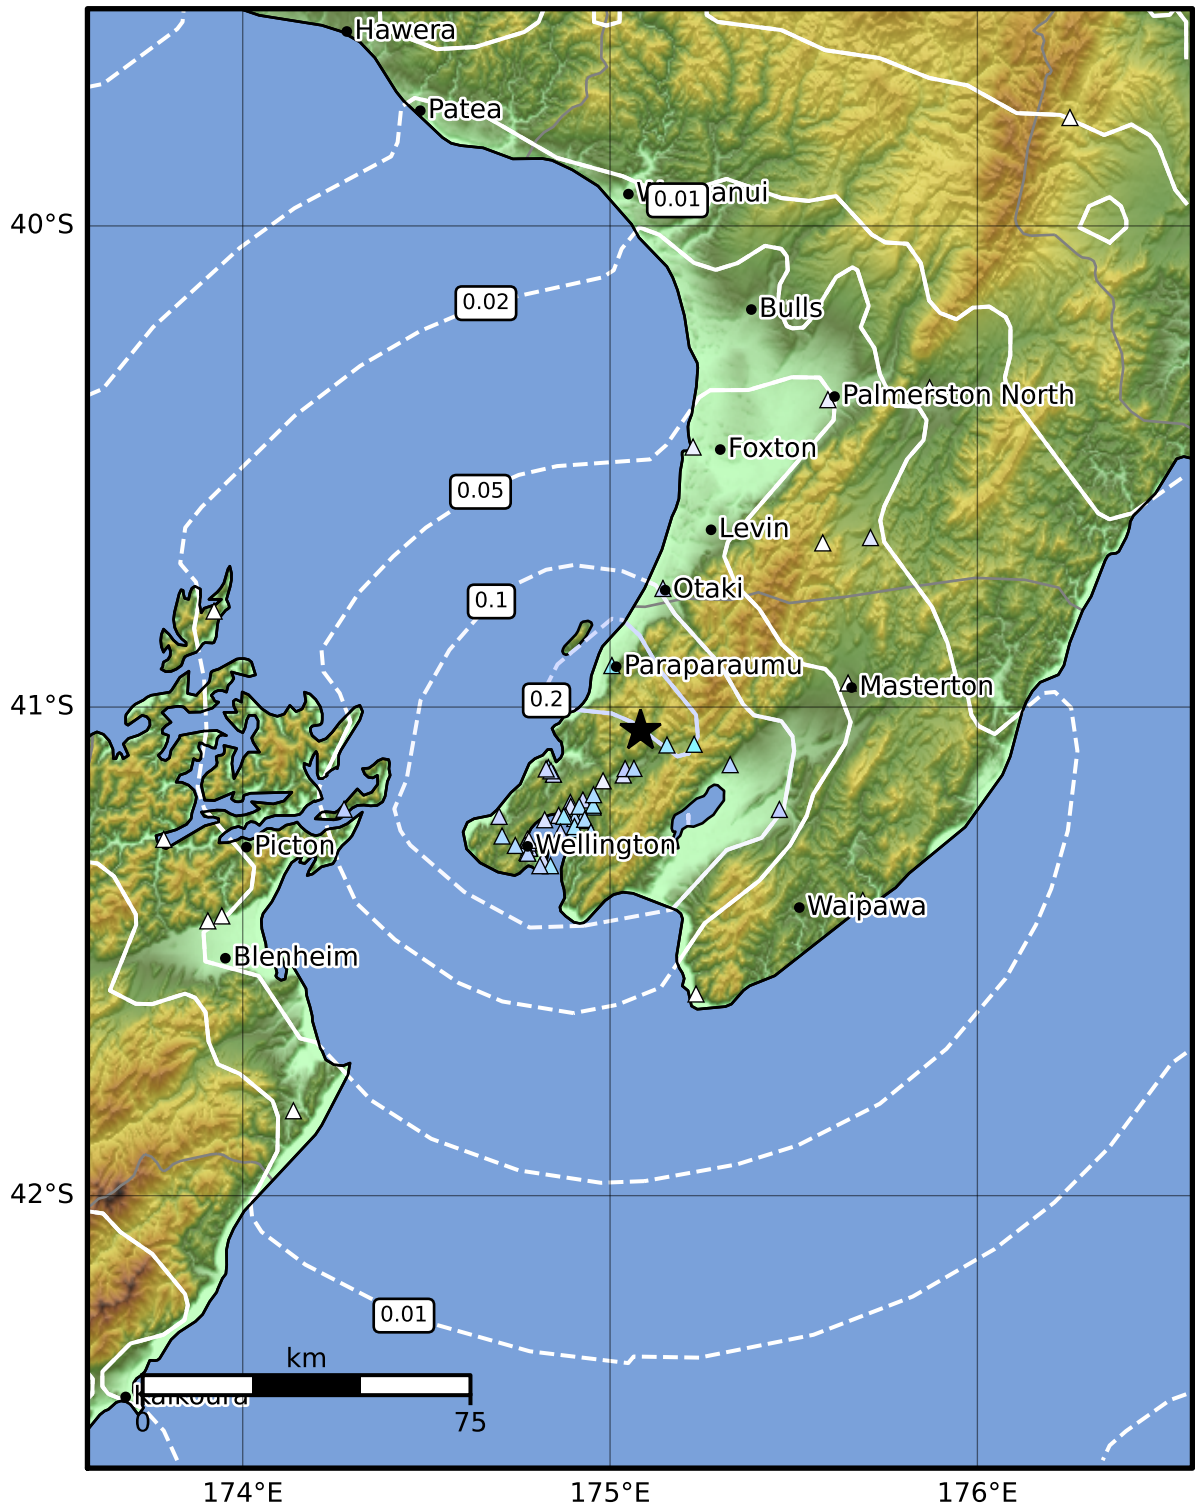 Hawera
Patea
0.01
40°S
0.02
Bulls
Palmerston North
Foxton
0.05
Levin
Otaki
0.1
Paraparaumu
Masterton
0.2
41°S
Wellington
Picton
Waipawa
Blenheim
42°S
0.01
km
Kaikoura
0
75
174°E
175°E
176°E